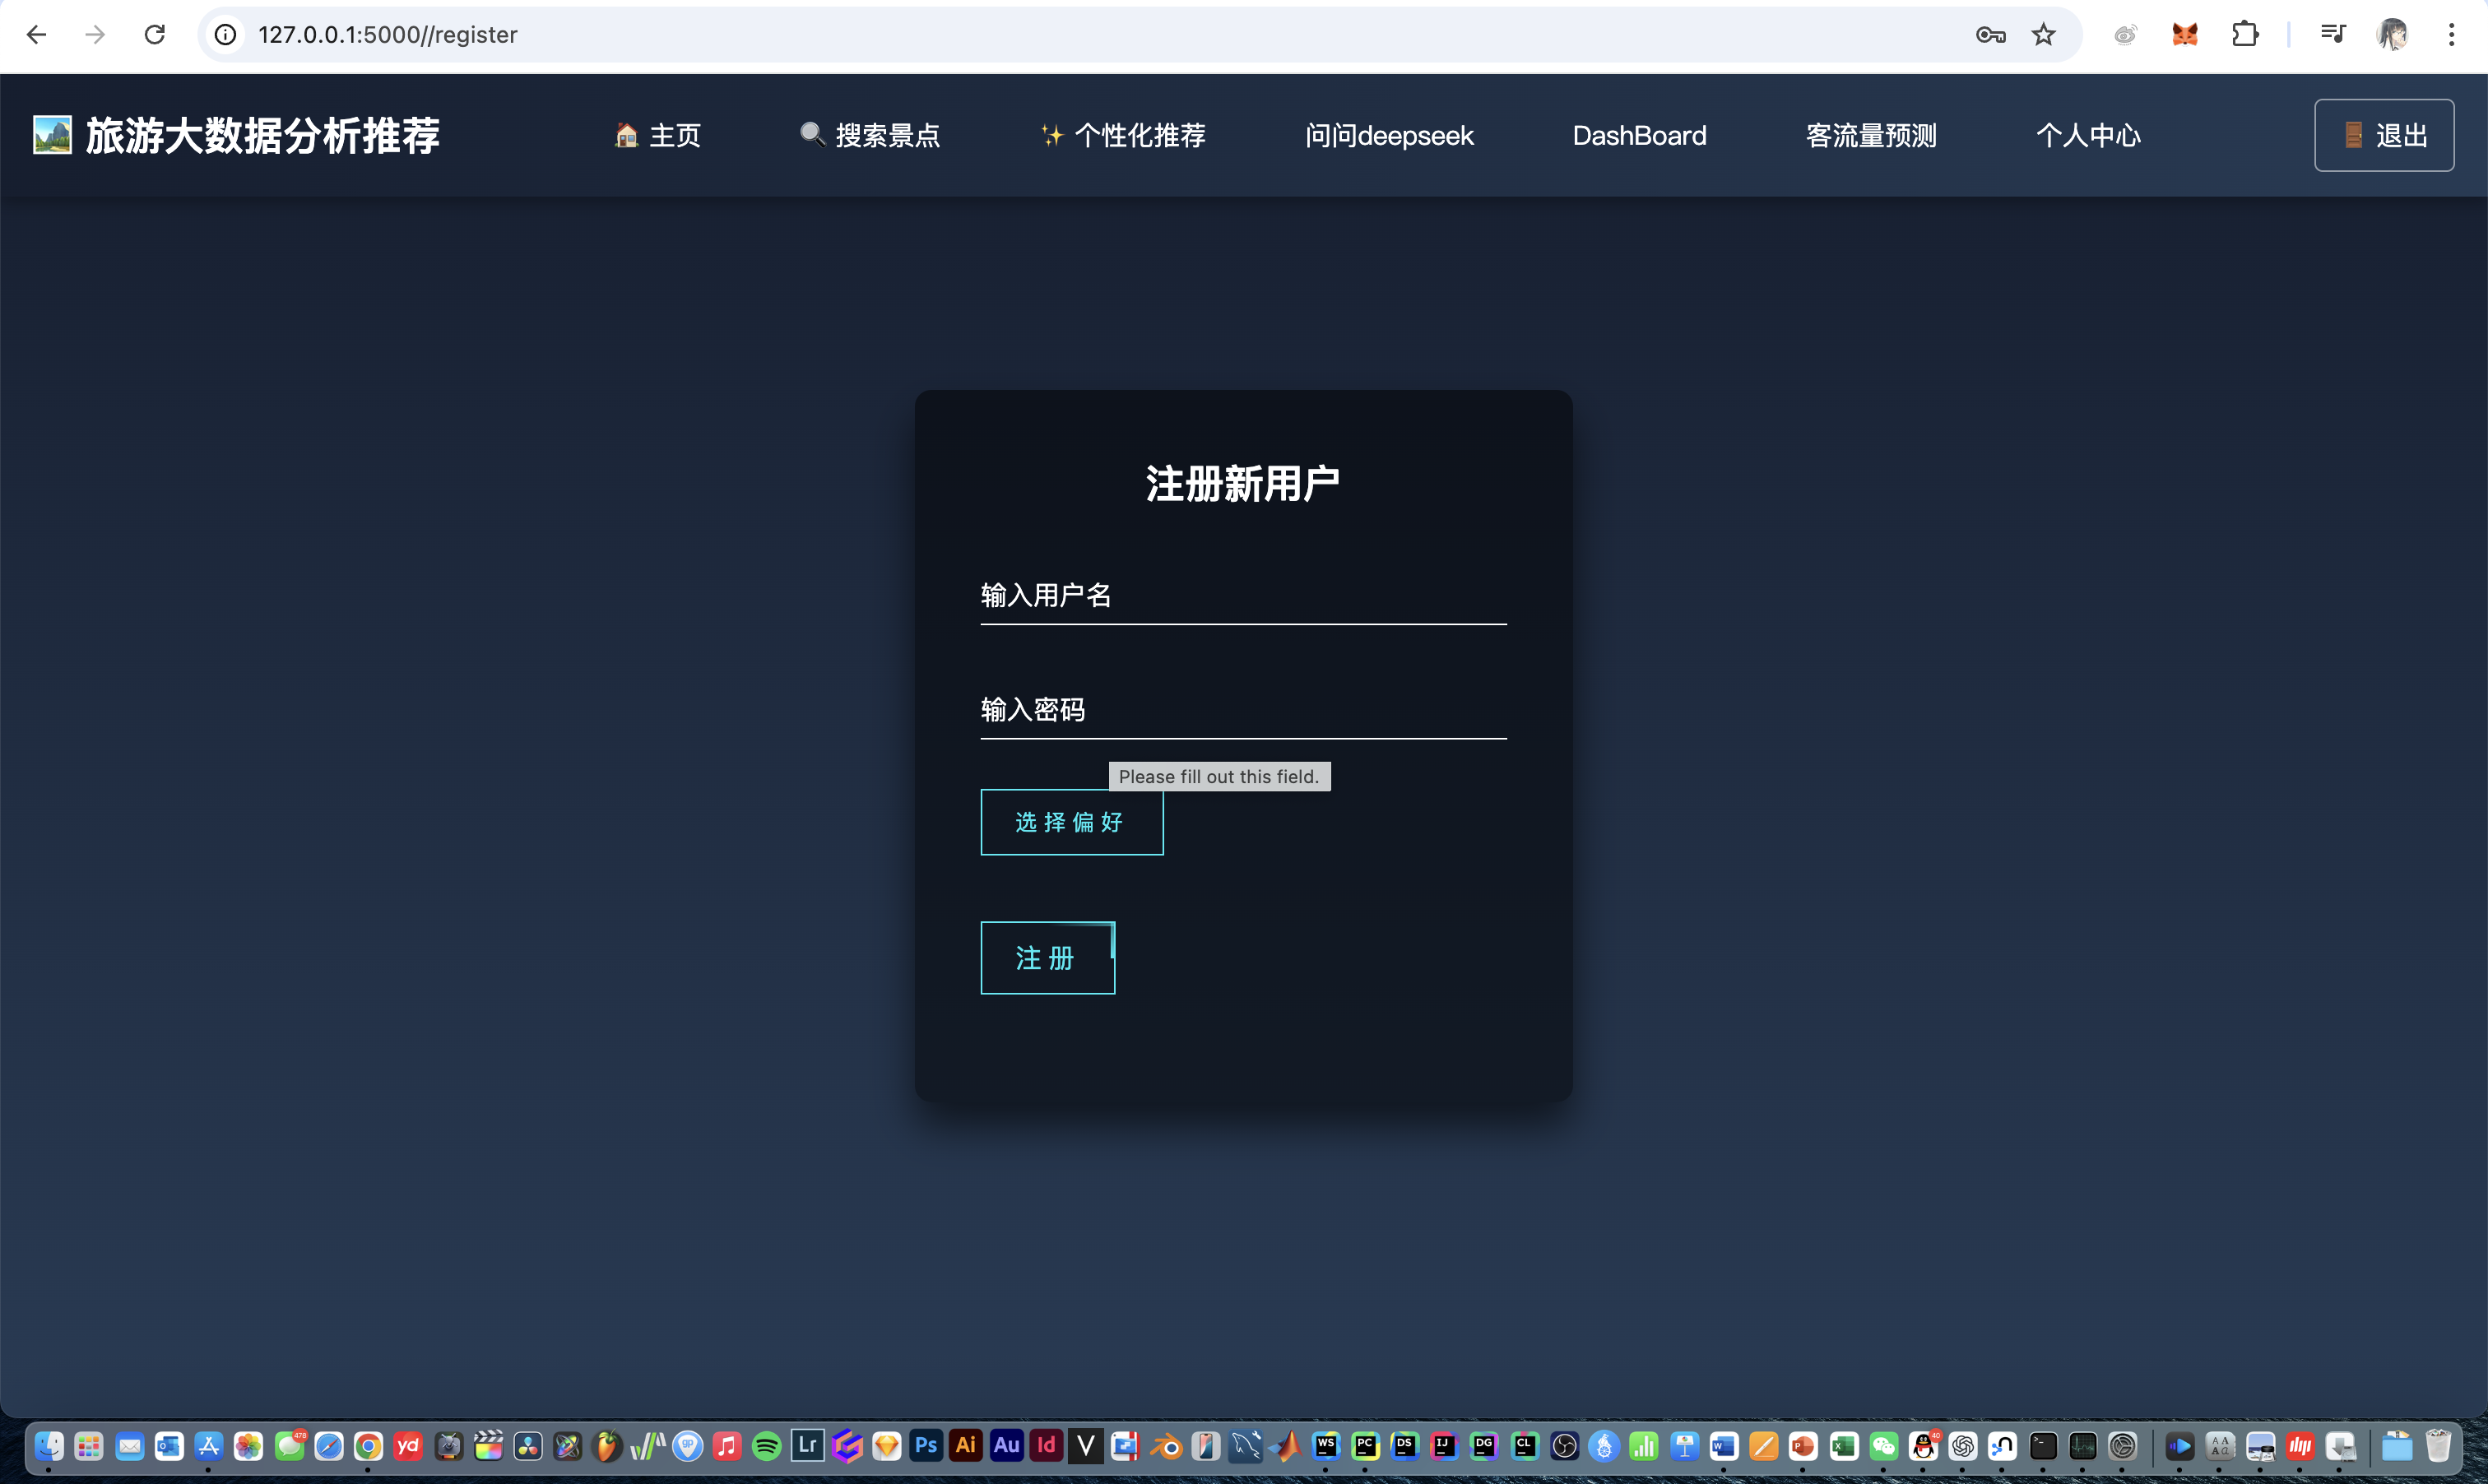 127.0.0.1:5000//register
旅游大数据分析推荐
主页
搜索景点
个性化推荐
问问deepseek
DashBoard
客流量预测
个人中心
退出
注册新用户
输入用户名
输入密码
Please fill out this field.
选择偏好
注册
478
yd
Lr
Ps
Ai
Au
Id
V
WS
PC
DS
IJ
DG
CL
W
P
X
40